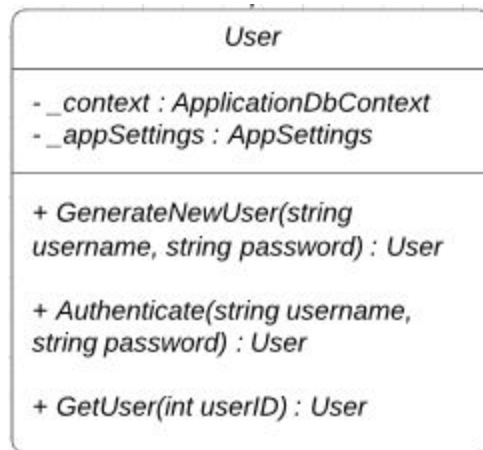 User
- _context : ApplicationDbContext
- _appSettings : AppSettings
+ GenerateNewUser(string
username, string password) : User
+ Authenticate(string username,
string password) : User
+ GetUser(int userID) : User